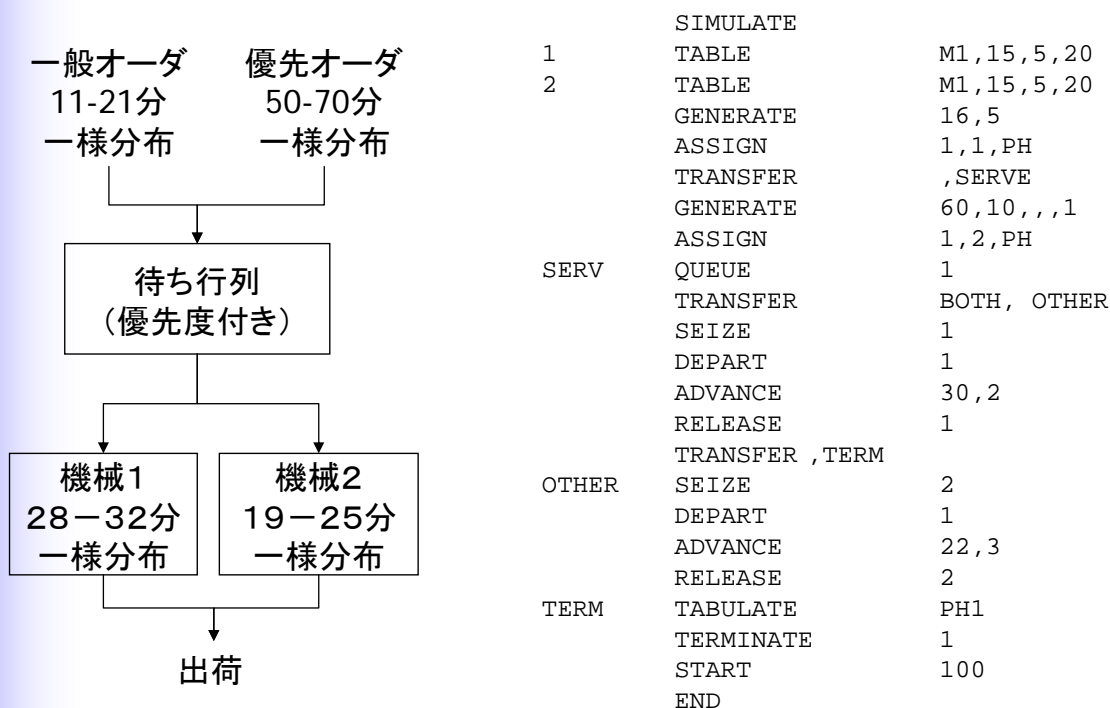 一般オーダ
11-21分
一様分布
優先オーダ
50-70分
一様分布
待ち行列
（優先度付き）
機械１
２８－３２分
一様分布
機械２
１９－２５分
一様分布
出荷
SIMULATE
1 TABLE M1,15,5,20
2 TABLE M1,15,5,20
GENERATE 16,5
ASSIGN 1,1,PH
TRANSFER ,SERVE
GENERATE 60,10,,,1
ASSIGN 1,2,PH
SERV QUEUE 1
TRANSFER BOTH, OTHER
SEIZE 1
DEPART 1
ADVANCE 30,2
RELEASE 1
TRANSFER ,TERM
OTHER SEIZE 2
DEPART 1
ADVANCE 22,3
RELEASE 2
TERM TABULATE PH1
TERMINATE 1
START 100
END